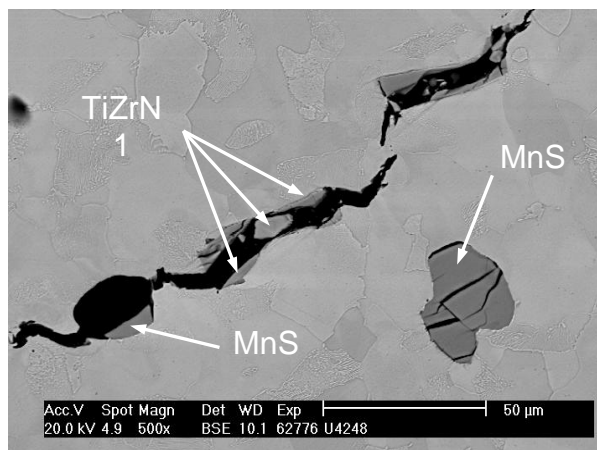 TiZrN
1
MnS
MnS
Acc.V Spot Magn Det WD Exp 50 µm
20.0 kV 4.9 500x BSE 10.1 62776 U4248